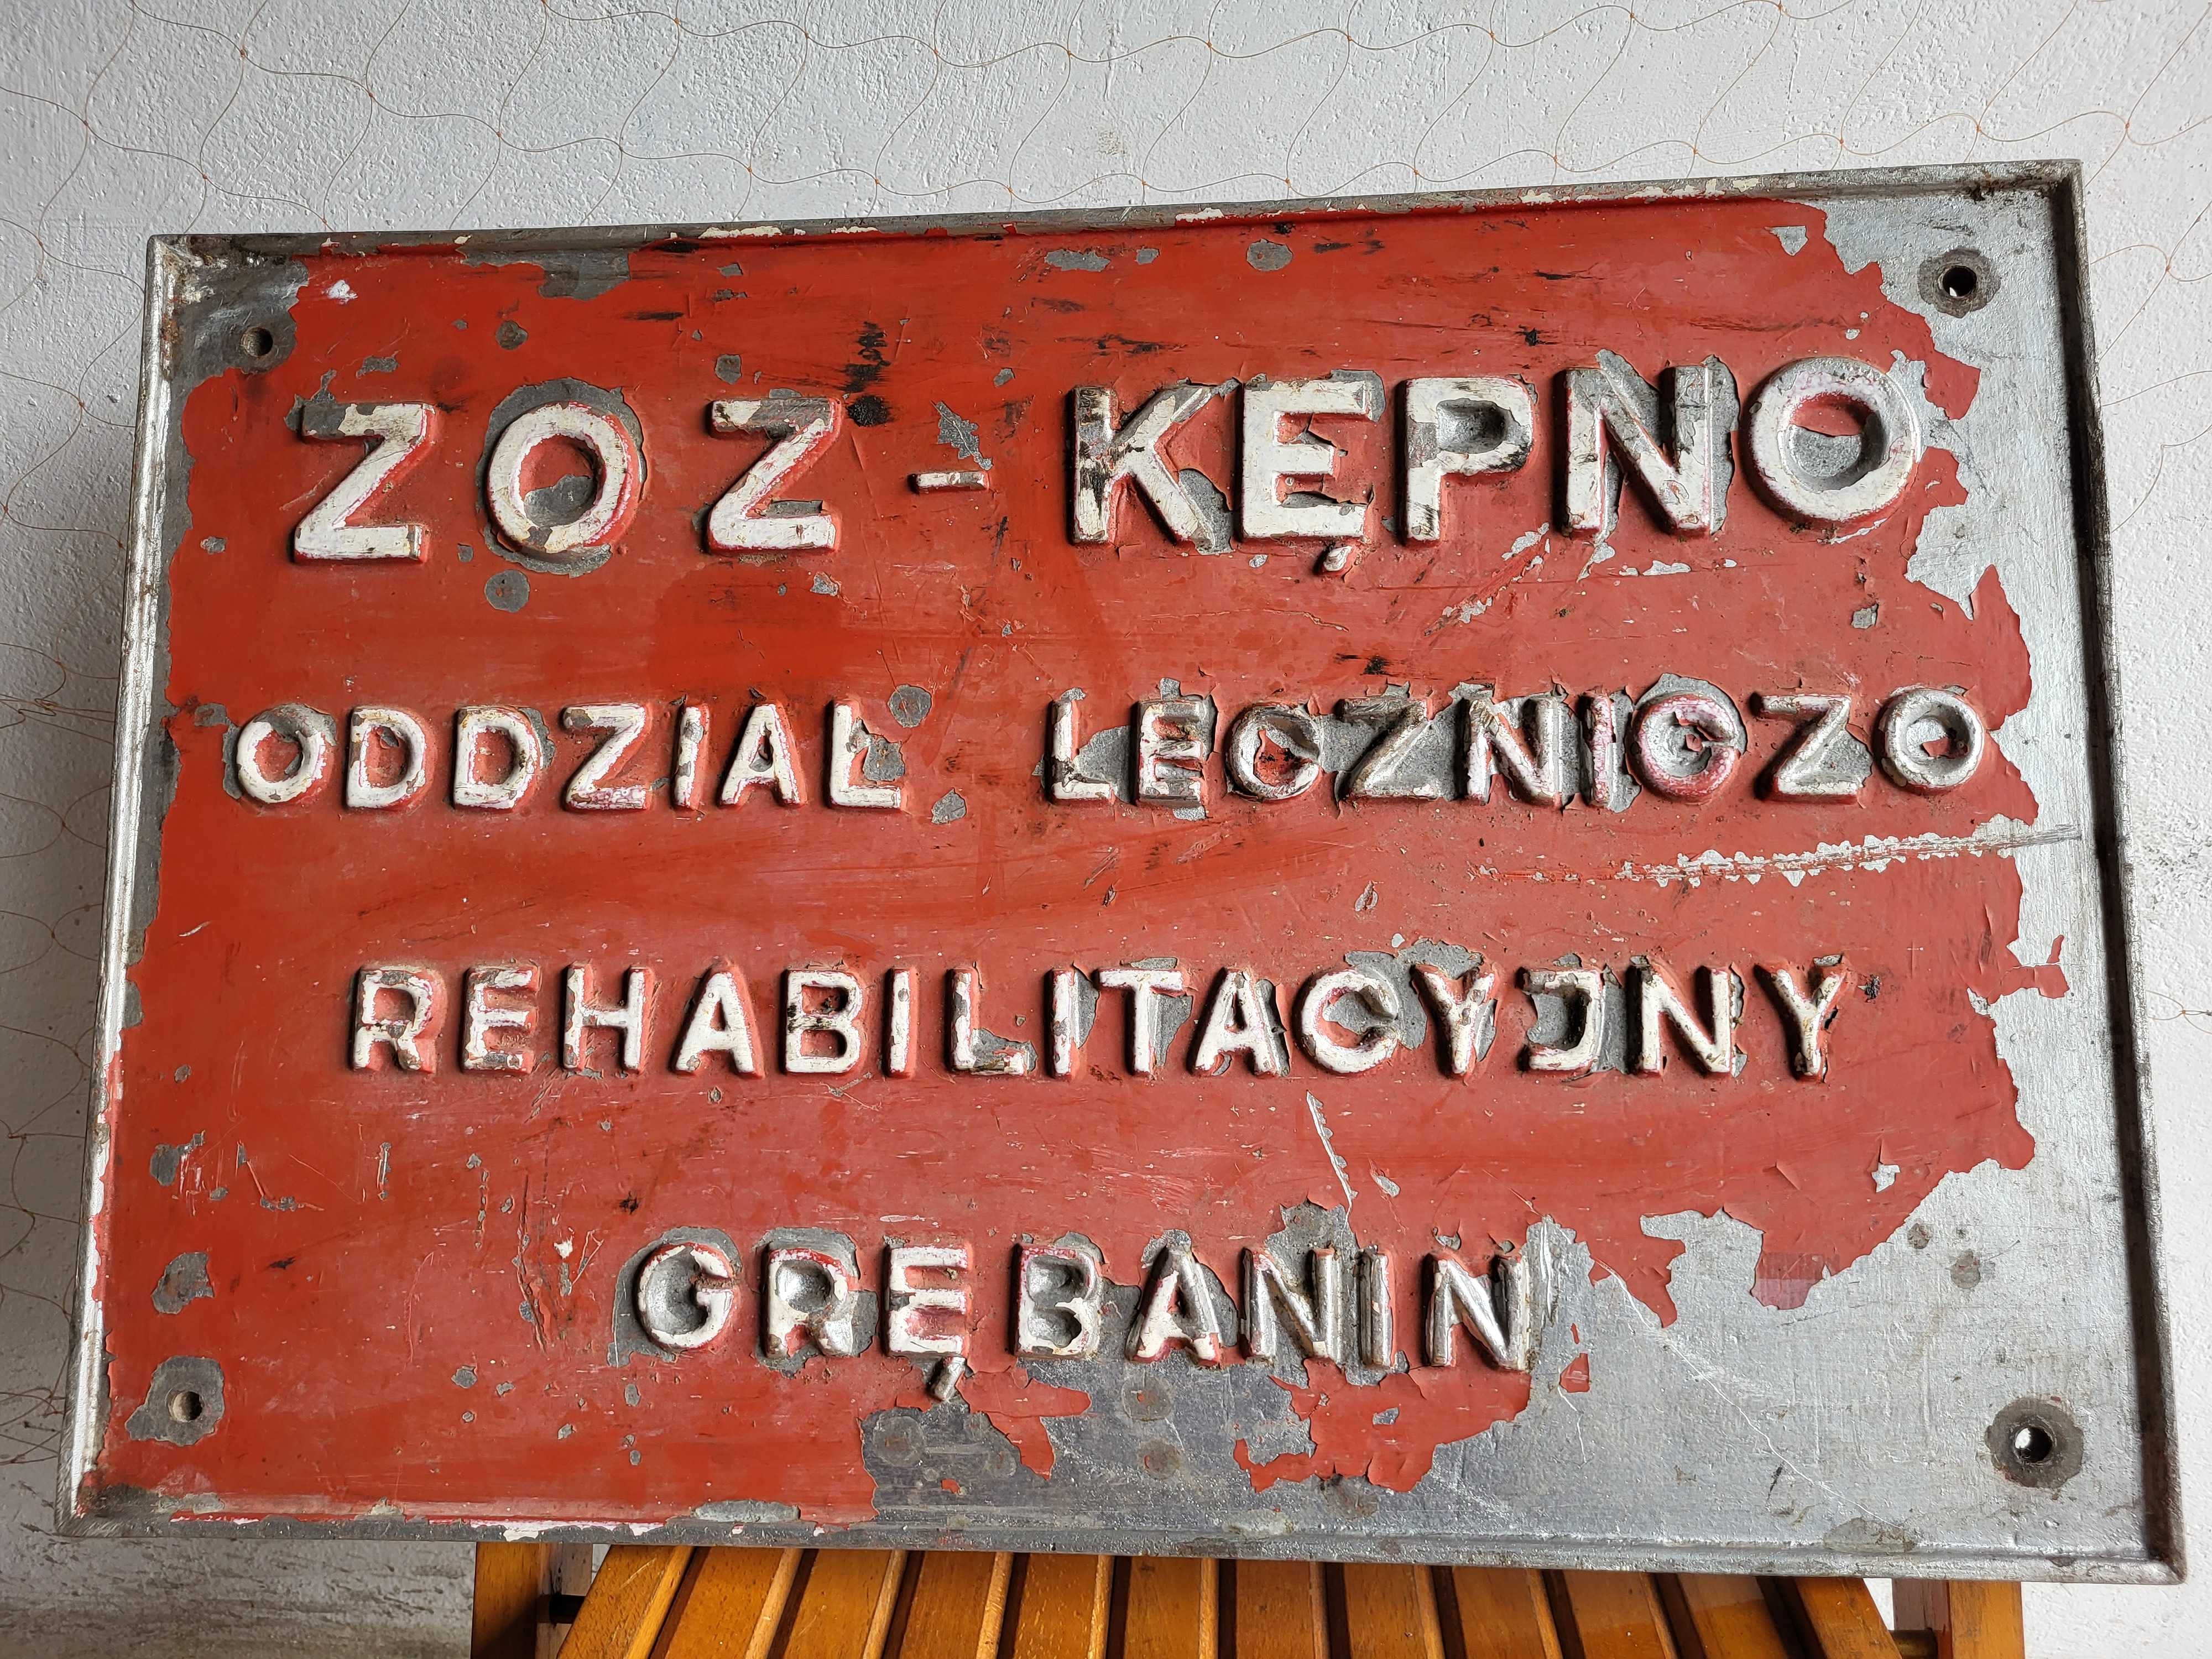 ZOZ - KĘPNO
ODDZIAŁ LECZNICZO
REHABILITACYJNY
GRĘBANIN